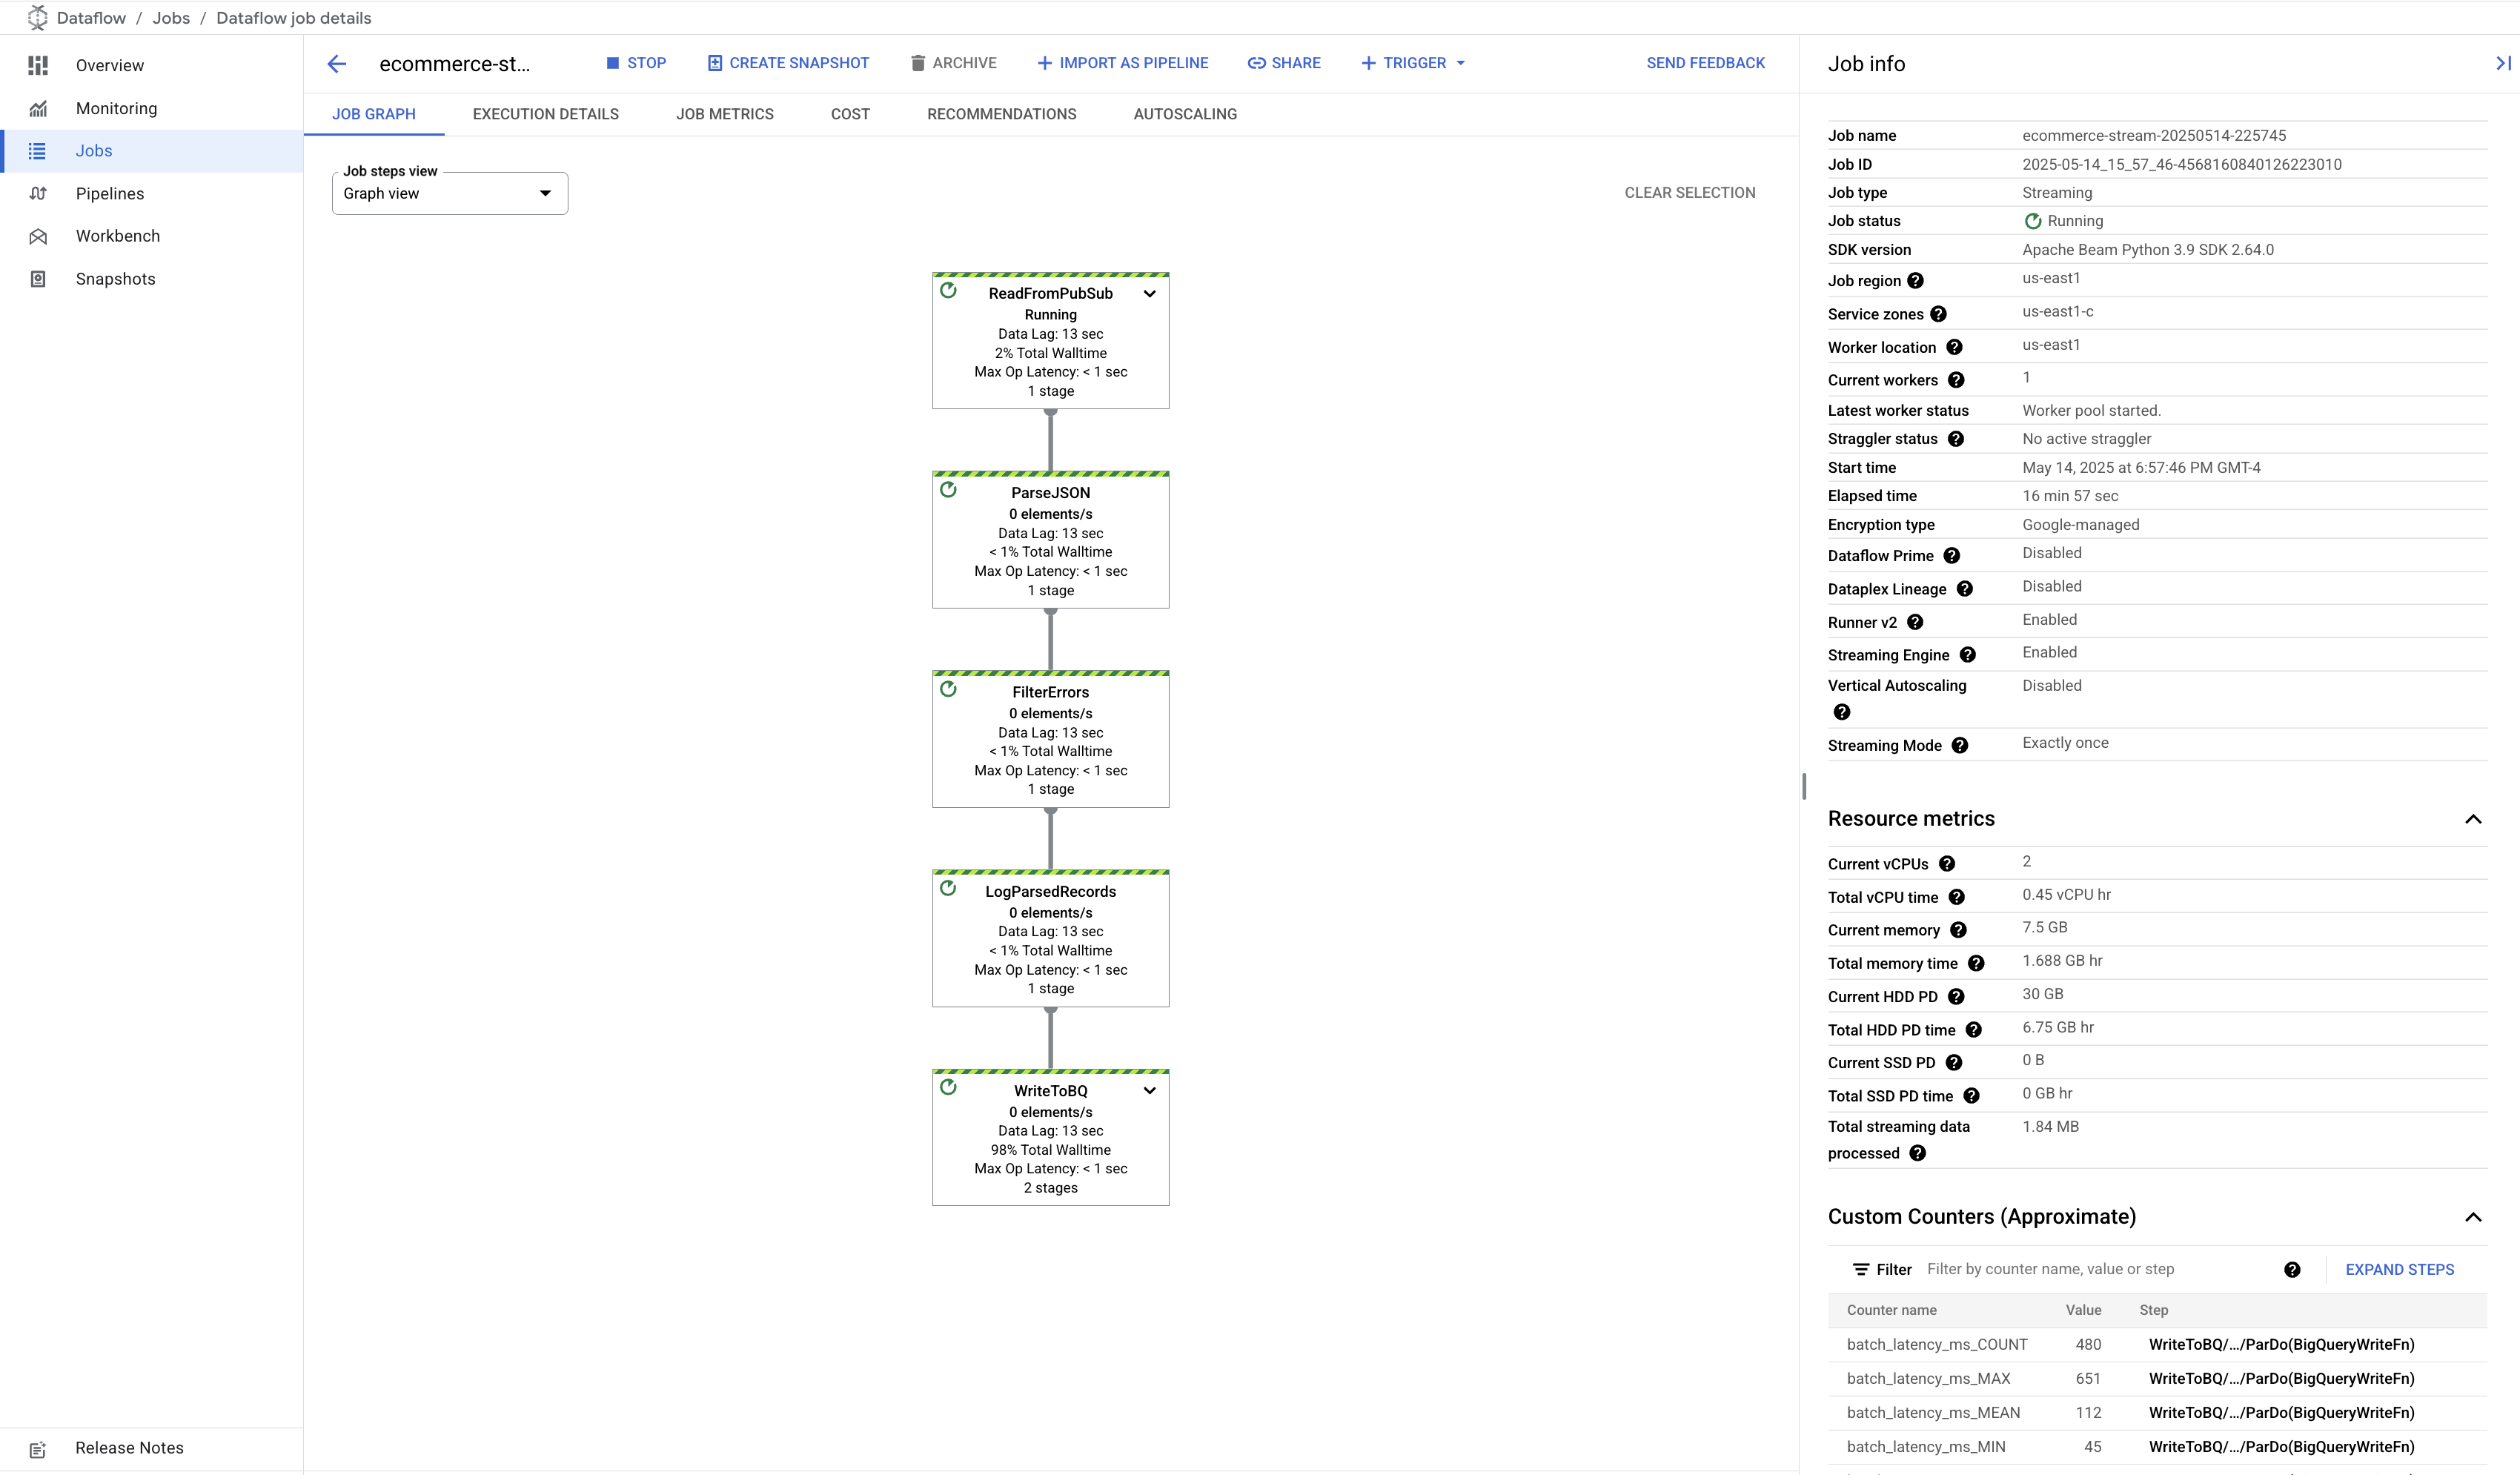 Dataflow / Jobs / Dataflow job details
Overview
Monitoring
Jobs
Pipelines
Workbench
Snapshots
Release Notes
ecommerce-st...
STOP
CREATE SNAPSHOT
ARCHIVE
IMPORT AS PIPELINE
SHARE
TRIGGER
SEND FEEDBACK
JOB GRAPH
EXECUTION DETAILS
JOB METRICS
COST
RECOMMENDATIONS
AUTOSCALING
Job steps view
Graph view
CLEAR SELECTION
ReadFromPubSub
Running
Data Lag: 13 sec
2% Total Walltime
Max Op Latency: < 1 sec
1 stage
ParseJSON
0 elements/s
Data Lag: 13 sec
< 1% Total Walltime
Max Op Latency: < 1 sec
1 stage
FilterErrors
0 elements/s
Data Lag: 13 sec
< 1% Total Walltime
Max Op Latency: < 1 sec
1 stage
LogParsedRecords
0 elements/s
Data Lag: 13 sec
< 1% Total Walltime
Max Op Latency: < 1 sec
1 stage
WriteToBQ
0 elements/s
Data Lag: 13 sec
98% Total Walltime
Max Op Latency: < 1 sec
2 stages
Job info
Job name ecommerce-stream-20250514-225745
Job ID 2025-05-14_15_57_46-4568160840126223010
Job type Streaming
Job status Running
SDK version Apache Beam Python 3.9 SDK 2.64.0
Job region us-east1
Service zones us-east1-c
Worker location us-east1
Current workers 1
Latest worker status Worker pool started.
Straggler status No active straggler
Start time May 14, 2025 at 6:57:46 PM GMT-4
Elapsed time 16 min 57 sec
Encryption type Google-managed
Dataflow Prime Disabled
Dataplex Lineage Disabled
Runner v2 Enabled
Streaming Engine Enabled
Vertical Autoscaling Disabled
Streaming Mode Exactly once
Resource metrics
Current vCPUs 2
Total vCPU time 0.45 vCPU hr
Current memory 7.5 GB
Total memory time 1.688 GB hr
Current HDD PD 30 GB
Total HDD PD time 6.75 GB hr
Current SSD PD 0 B
Total SSD PD time 0 GB hr
Total streaming data 1.84 MB
processed
Custom Counters (Approximate)
Filter Filter by counter name, value or step EXPAND STEPS
Counter name Value Step
batch_latency_ms_COUNT 480 WriteToBQ/.../ParDo(BigQueryWriteFn)
batch_latency_ms_MAX 651 WriteToBQ/.../ParDo(BigQueryWriteFn)
batch_latency_ms_MEAN 112 WriteToBQ/.../ParDo(BigQueryWriteFn)
batch_latency_ms_MIN 45 WriteToBQ/.../ParDo(BigQueryWriteFn)